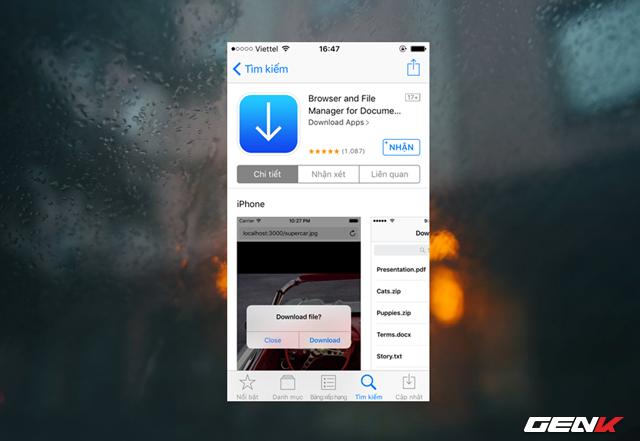 Viettel 16:47
Tìm kiếm
Browser and File
Manager for Docume...
17+
Download Apps >
(1.087)
NHẬN
Chi tiết Nhận xét Liên quan
iPhone
Carrier 10:27 PM
localhost:3000/supercar.jpg
Download file?
Close Download
Dow
Presentation.pdf
Cats.zip
Puppies.zip
Terms.docx
Story.txt
Nổi bật Danh mục Bảng xếp hạng Tìm kiếm Cập nhật
GENK